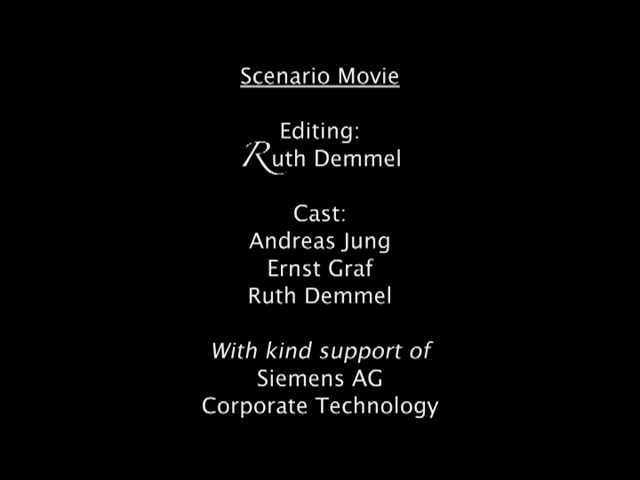 Scenario Movie
Editing:
Ruth Demmel
Cast:
Andreas Jung
Ernst Graf
Ruth Demmel
With kind support of
Siemens AG
Corporate Technology